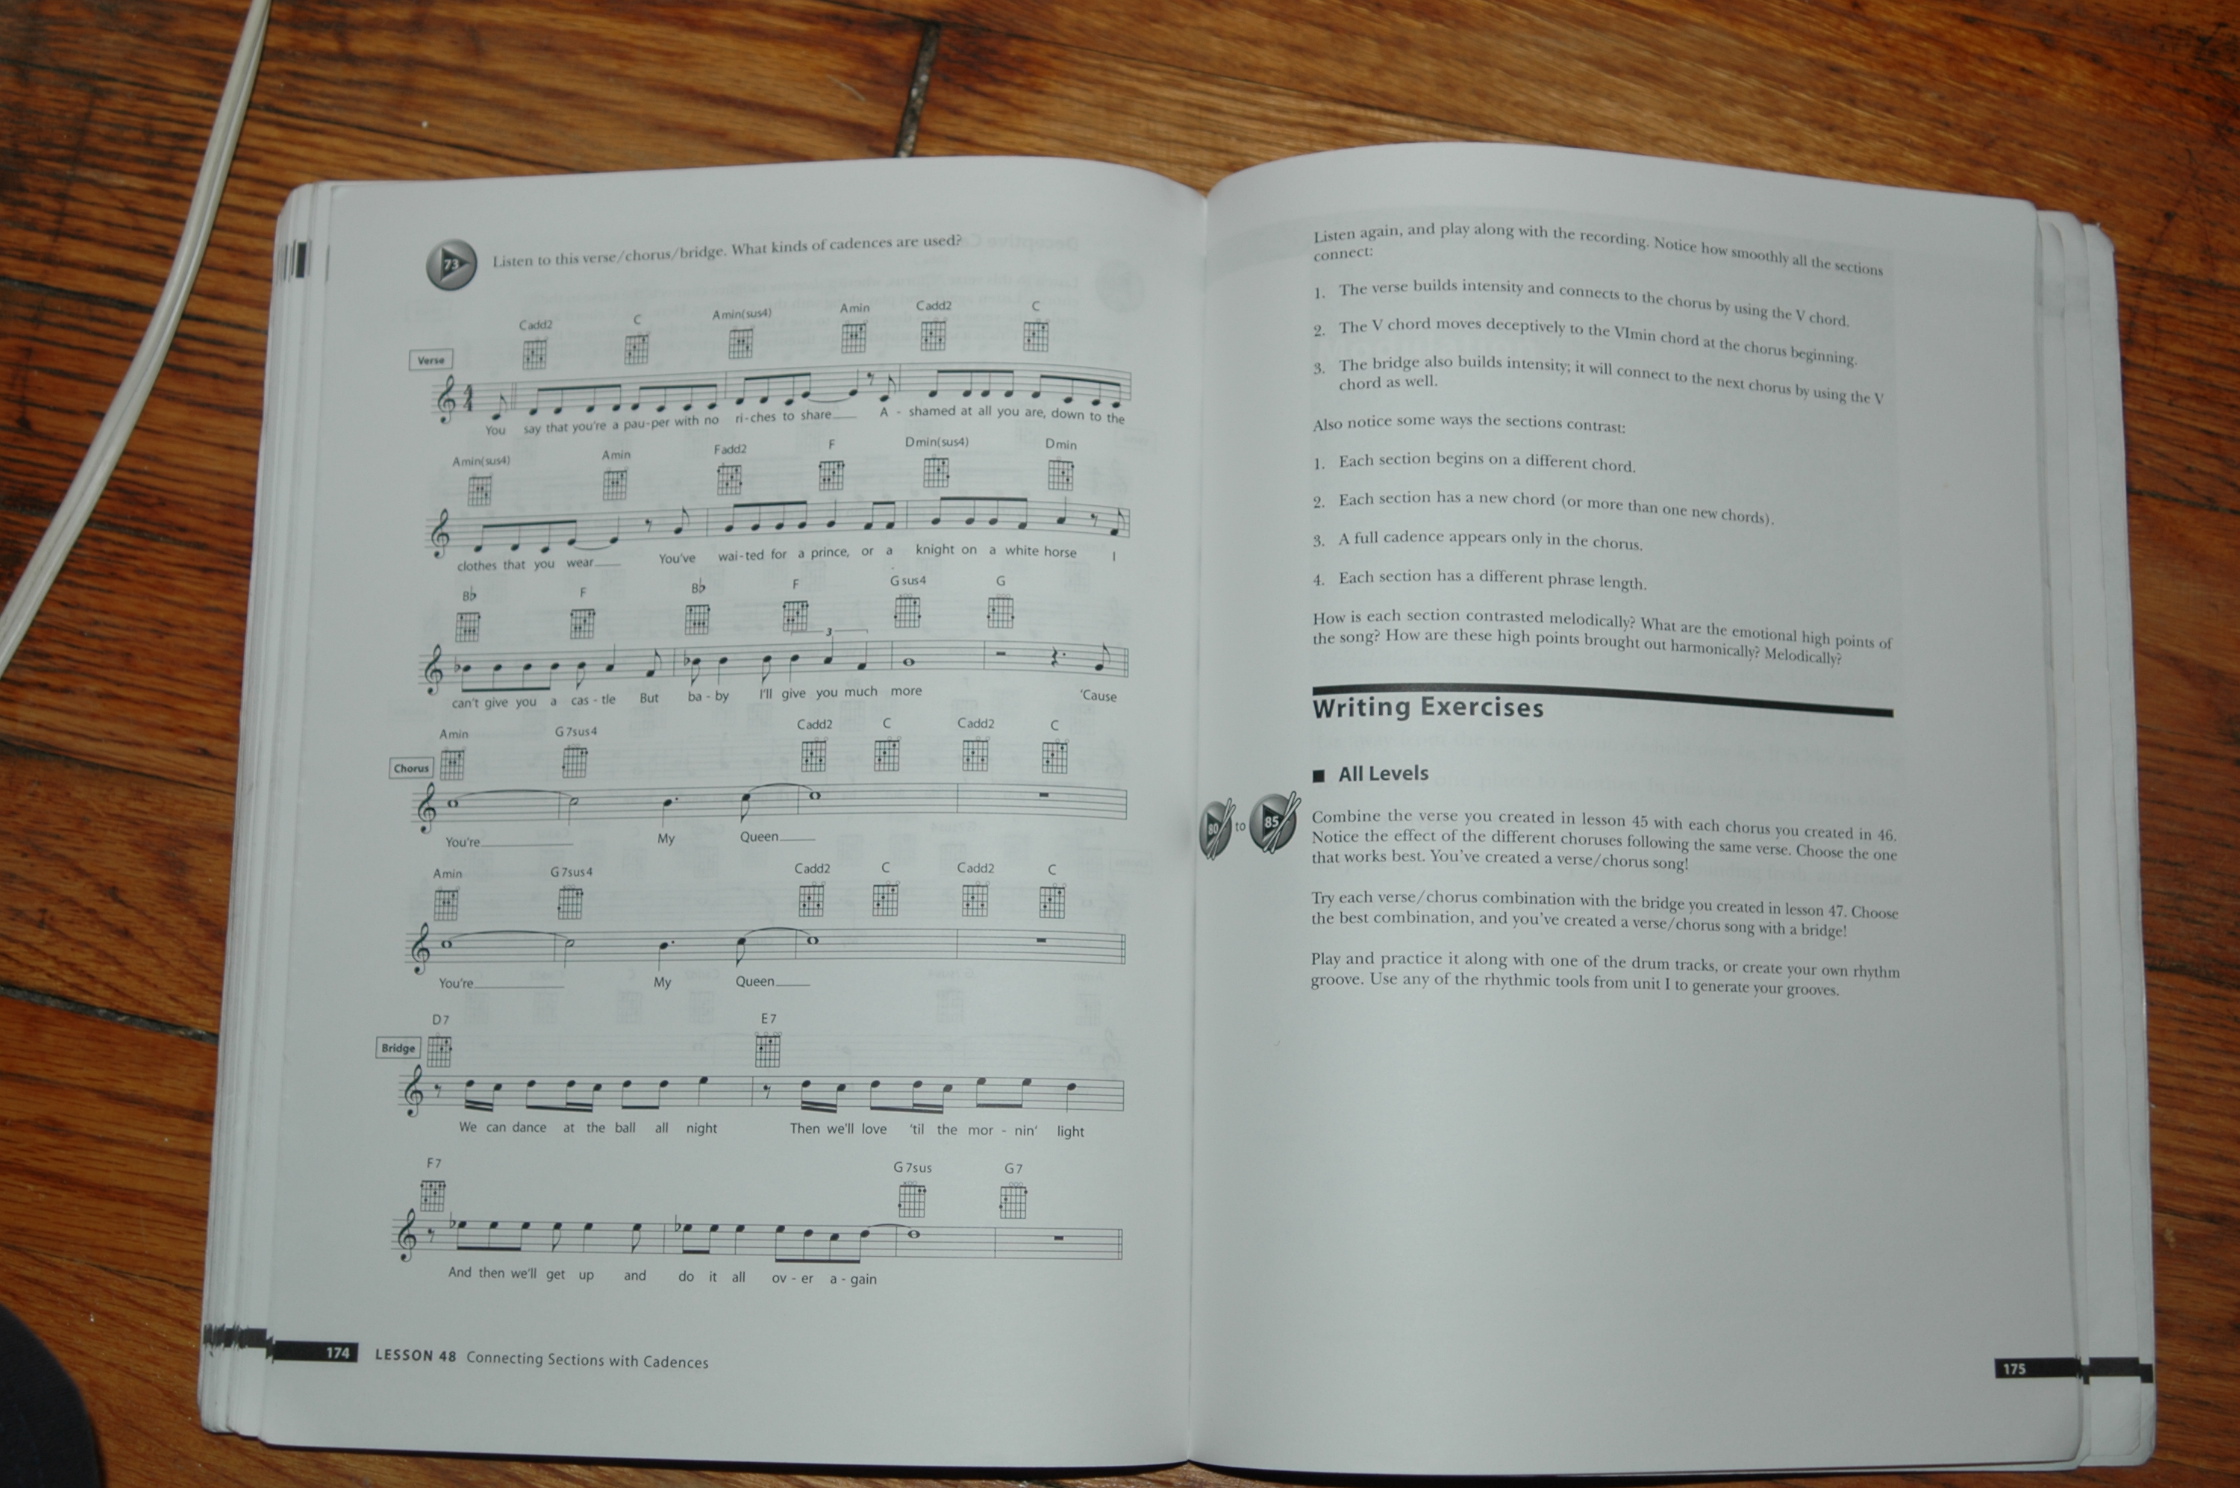 73 Listen to this verse/chorus/bridge. What kinds of cadences are used?
Verse
Cadd2 C Amin(sus4) Amin Cadd2 C
You say that you're a pau-per with no ri-ches to share A - shamed at all you are, down to the
Amin(sus4) Amin Fadd2 F Dmin(sus4) Dmin
clothes that you wear You've wai-ted for a prince, or a knight on a white horse I
B♭ F B♭ F Gsus4 G
3
can't give you a cas-tle But ba-by I'll give you much more 'Cause
Chorus
Amin G7sus4 Cadd2 C Cadd2 C
You're My Queen
Amin G7sus4 Cadd2 C Cadd2 C
You're My Queen
Bridge
D7 E7
We can dance at the ball all night Then we'll love 'til the mor - nin' light
F7 G7sus G7
And then we'll get up and do it all ov - er a - gain
174 LESSON 48 Connecting Sections with Cadences
Listen again, and play along with the recording. Notice how smoothly all the sections
connect:
1. The verse builds intensity and connects to the chorus by using the V chord.
2. The V chord moves deceptively to the VImin chord at the chorus beginning.
3. The bridge also builds intensity; it will connect to the next chorus by using the V
chord as well.
Also notice some ways the sections contrast:
1. Each section begins on a different chord.
2. Each section has a new chord (or more than one new chords).
3. A full cadence appears only in the chorus.
4. Each section has a different phrase length.
How is each section contrasted melodically? What are the emotional high points of
the song? How are these high points brought out harmonically? Melodically?
Writing Exercises
■ All Levels
80 to 85
Combine the verse you created in lesson 45 with each chorus you created in 46.
Notice the effect of the different choruses following the same verse. Choose the one
that works best. You've created a verse/chorus song!
Try each verse/chorus combination with the bridge you created in lesson 47. Choose
the best combination, and you've created a verse/chorus song with a bridge!
Play and practice it along with one of the drum tracks, or create your own rhythm
groove. Use any of the rhythmic tools from unit I to generate your grooves.
175